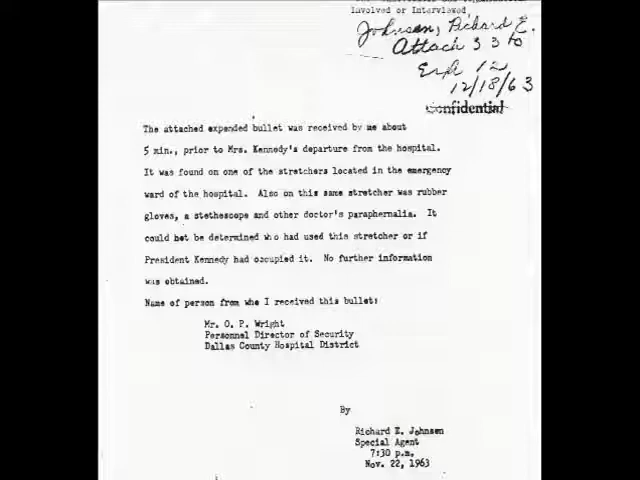 Involved or Interviewed
Johnsen, Richard E.
Attach 3 3 to
12/18/63
Confidential
The attached expended bullet was received by me about
5 min., prior to Mrs. Kennedy's departure from the hospital.
It was found on one of the stretchers located in the emergency
ward of the hospital. Also on this same stretcher was rubber
gloves, a stethescope and other doctor's paraphernalia. It
could not be determined who had used this stretcher or if
President Kennedy had occupied it. No further information
was obtained.
Name of person from who I received this bullet:
Mr. O. P. Wright
Personnel Director of Security
Dallas County Hospital District
By
Richard E. Johnsen
Special Agent
7:30 p.m.
Nov. 22, 1963